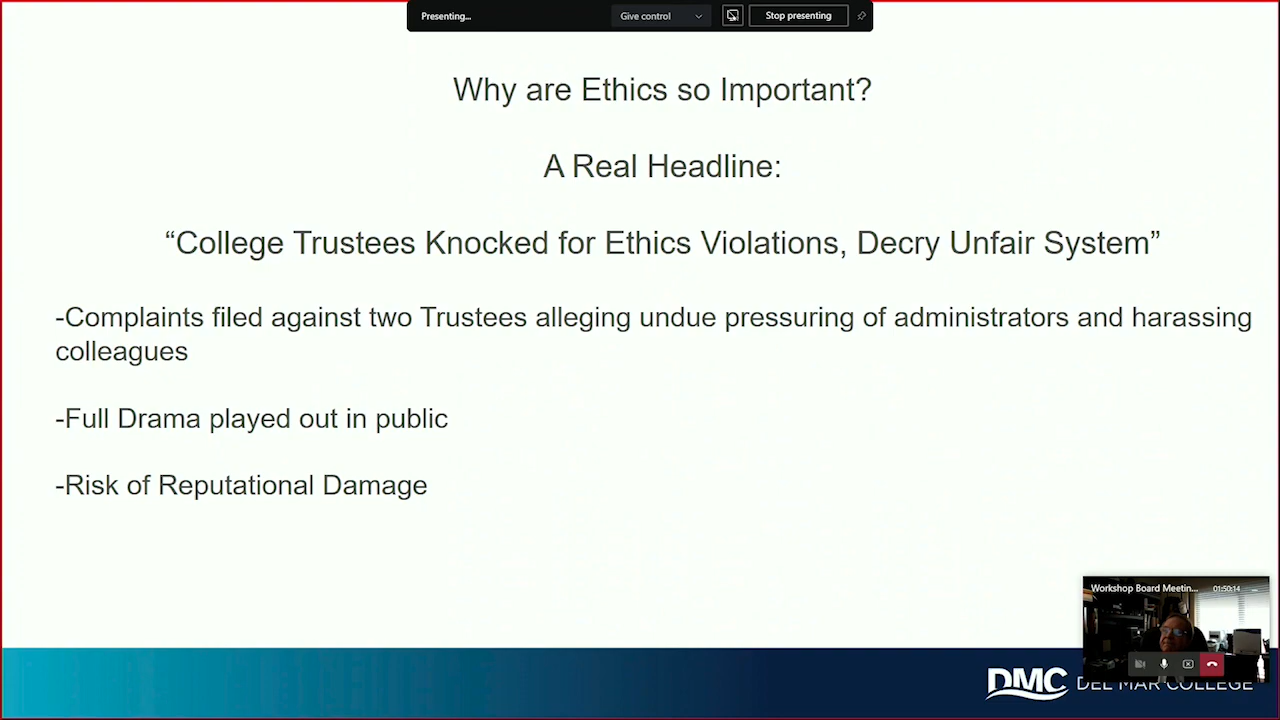 Presenting...
Give control
Stop presenting
Why are Ethics so Important?
A Real Headline:
“College Trustees Knocked for Ethics Violations, Decry Unfair System”
-Complaints filed against two Trustees alleging undue pressuring of administrators and harassing
colleagues
-Full Drama played out in public
-Risk of Reputational Damage
Workshop Board Meetin... 01:50:14
DMC DEL MAR COLLEGE